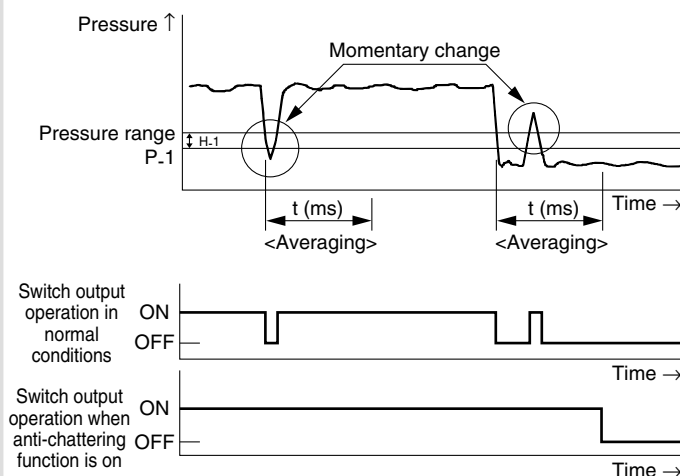 Pressure ↑
Momentary change
Pressure range
H-1
P-1
t (ms)
t (ms)
Time →
<Averaging>
<Averaging>
Switch output
operation in
normal
conditions
ON
OFF
Time →
Switch output
operation when
anti-chattering
function is on
ON
OFF
Time →